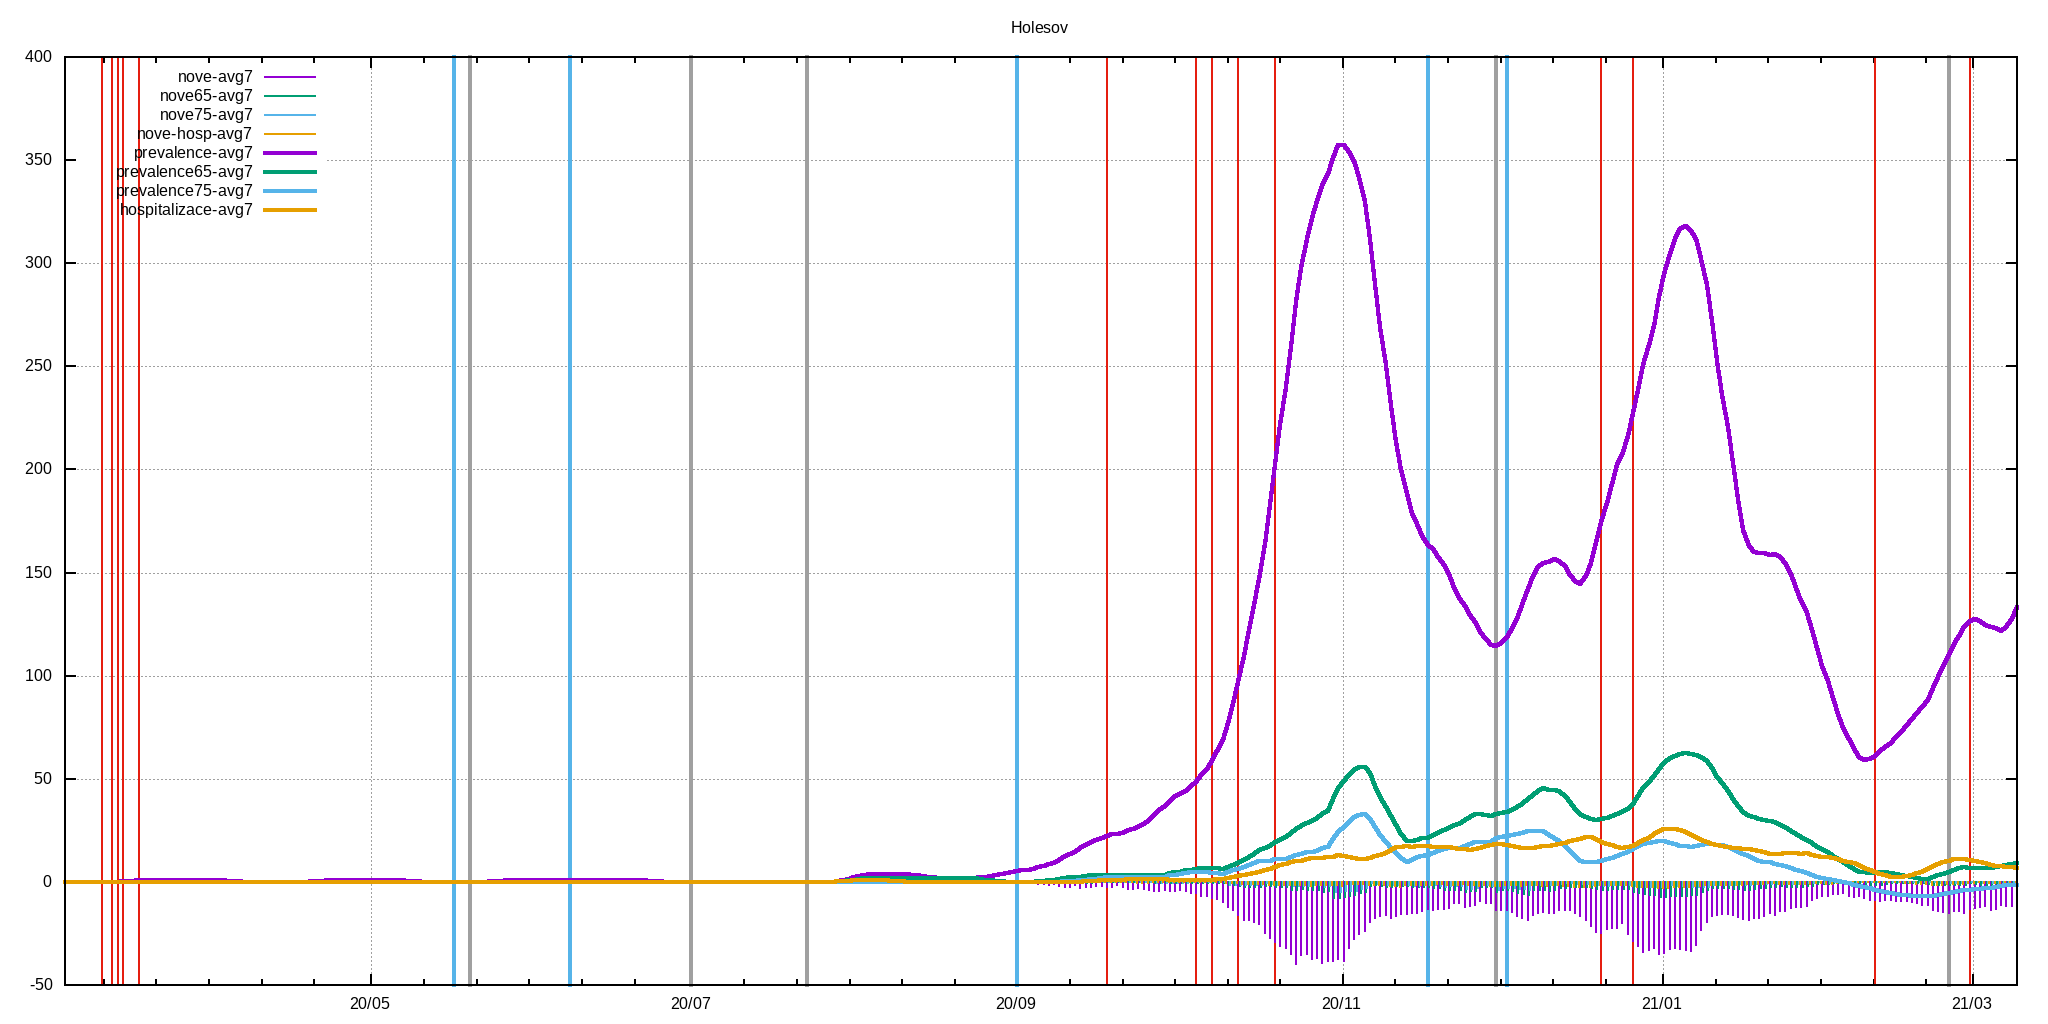 Holesov
400
350
300
250
200
150
100
50
0
-50
nove-avg7
nove65-avg7
nove75-avg7
nove-hosp-avg7
prevalence-avg7
prevalence65-avg7
prevalence75-avg7
hospitalizace-avg7
20/05 20/07 20/09 20/11 21/01 21/03